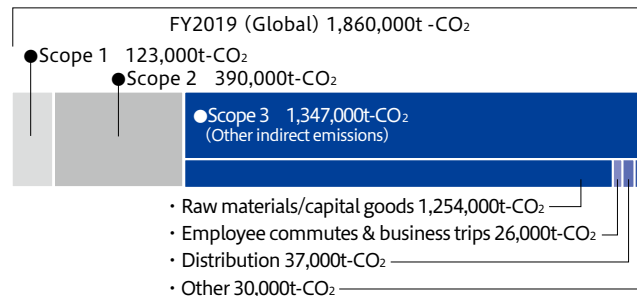 FY2019 (Global) 1,860,000t -CO₂
●Scope 1 123,000t-CO₂
●Scope 2 390,000t-CO₂
●Scope 3 1,347,000t-CO₂
(Other indirect emissions)
・Raw materials/capital goods 1,254,000t-CO₂
・Employee commutes & business trips 26,000t-CO₂
・Distribution 37,000t-CO₂
・Other 30,000t-CO₂